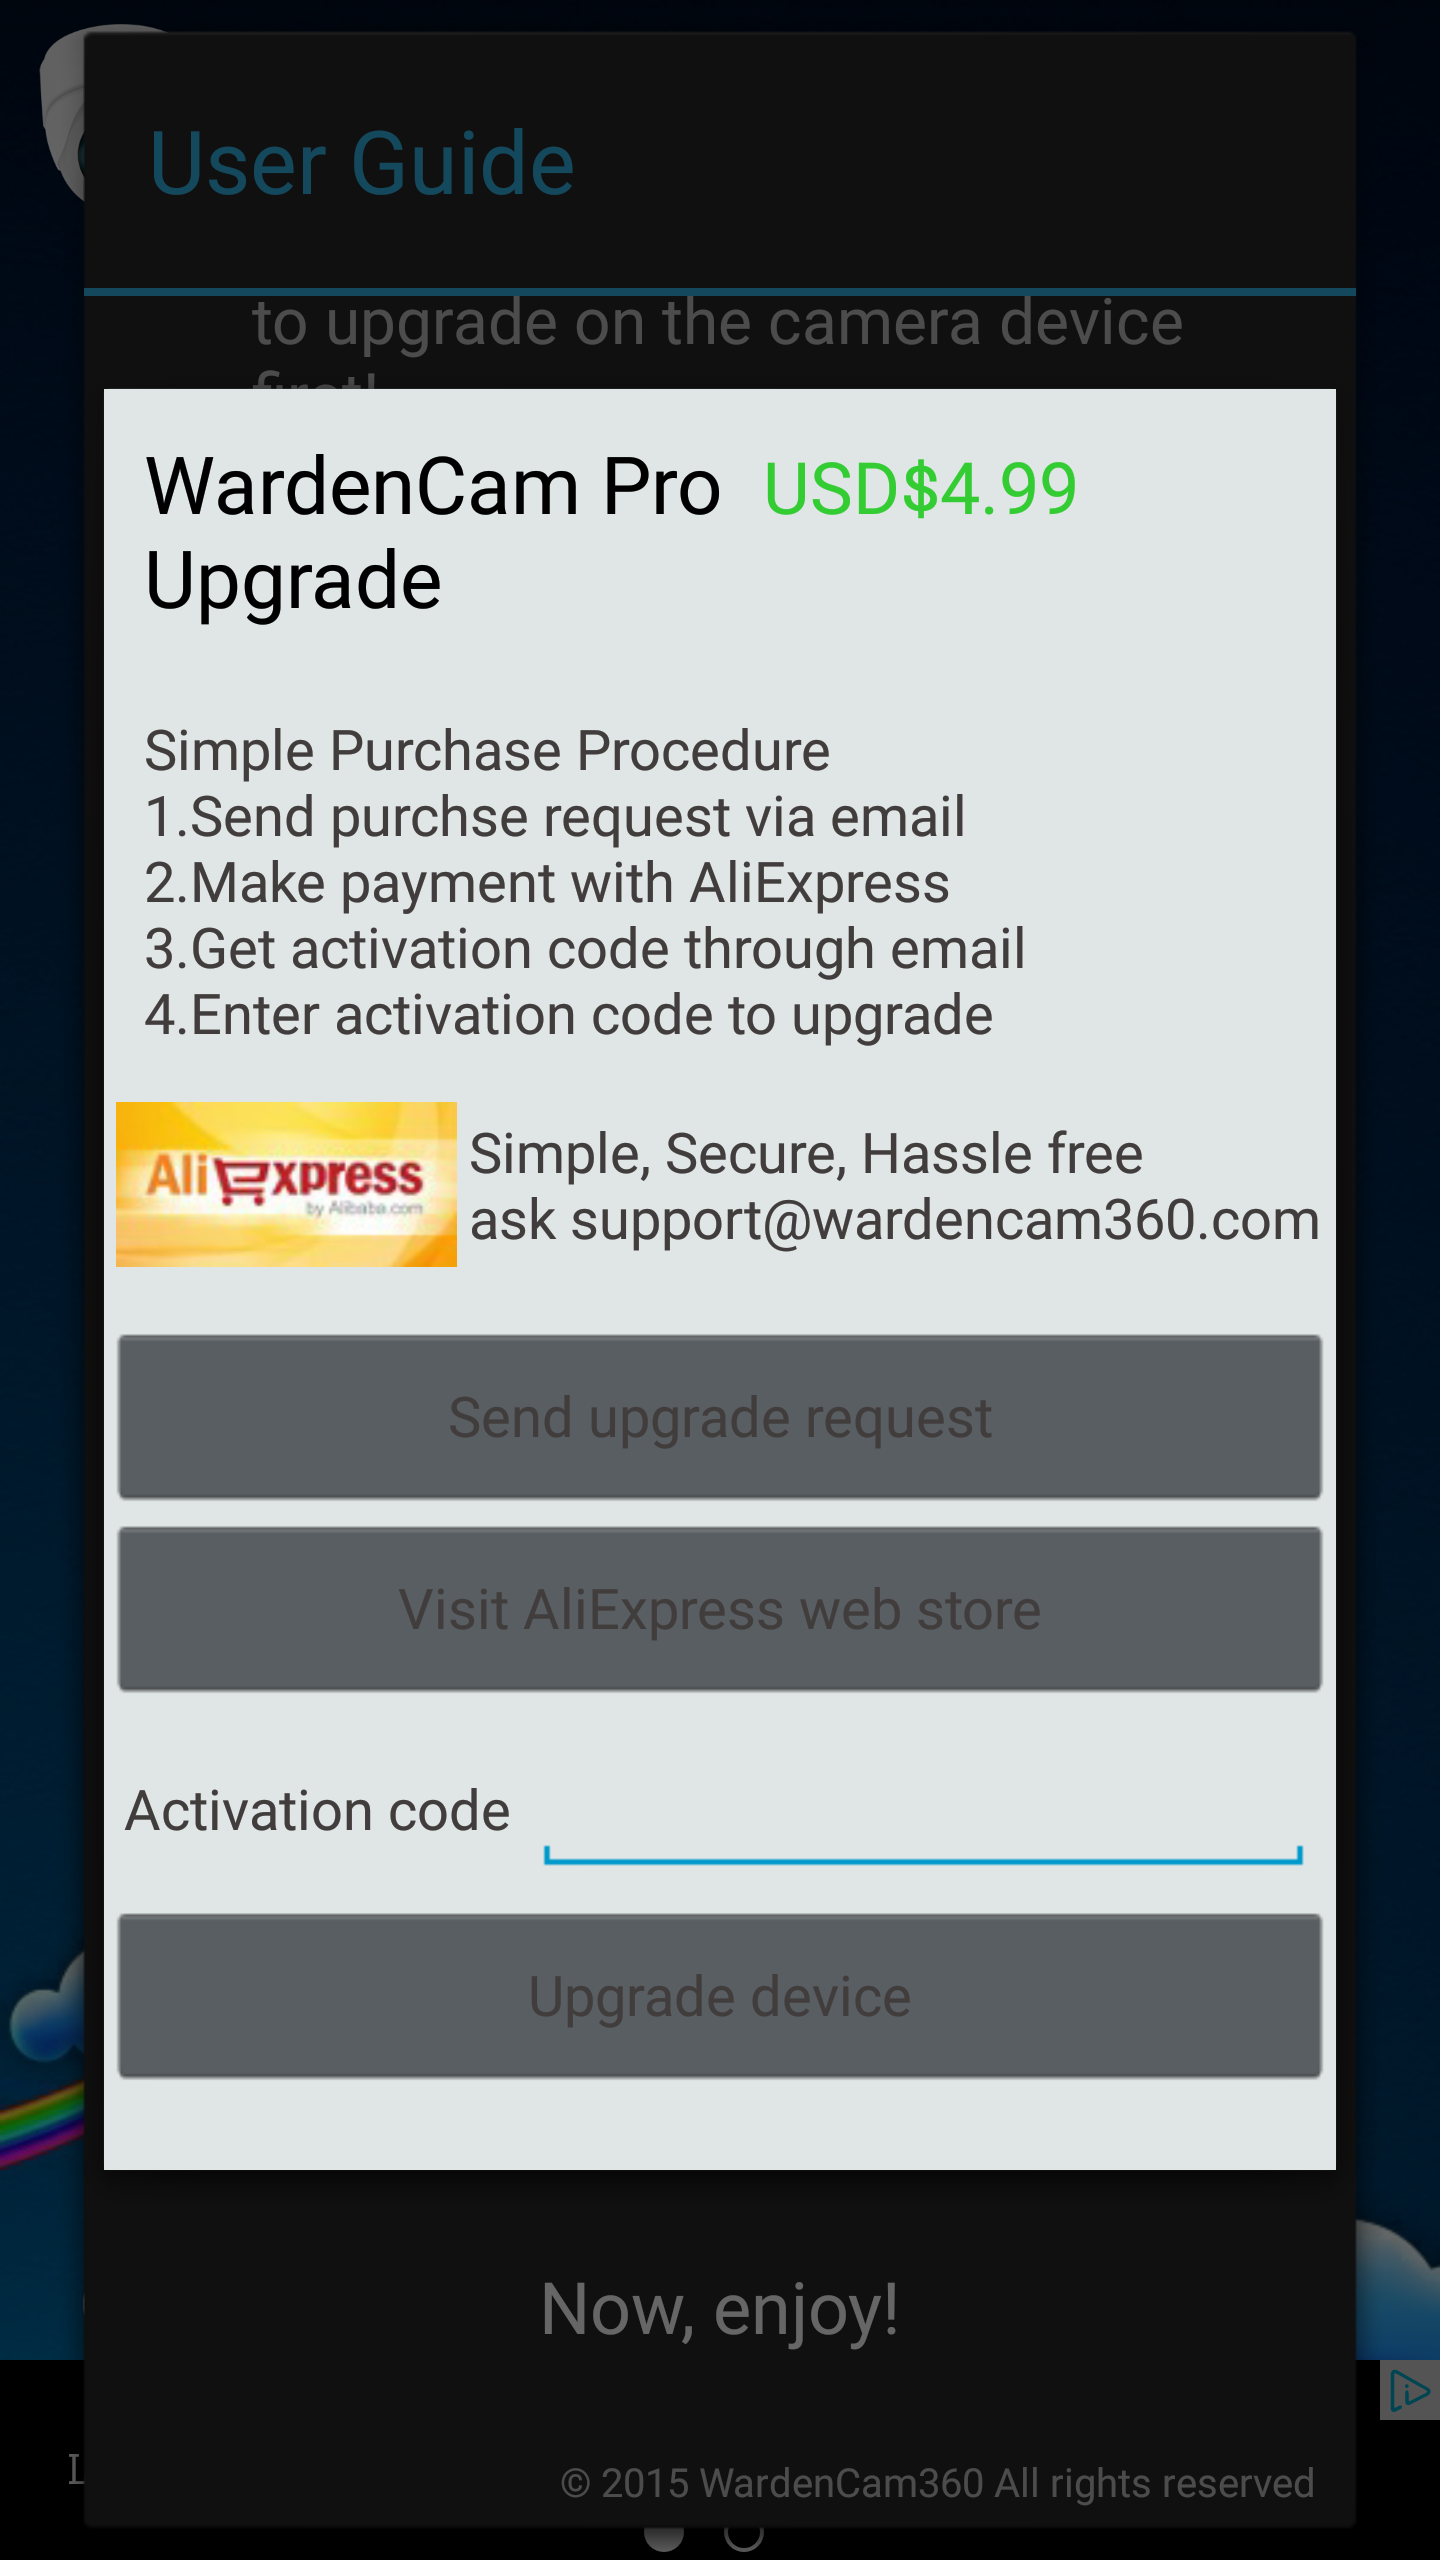 User Guide
to upgrade on the camera device
first!
WardenCam Pro USD$4.99
Upgrade
Simple Purchase Procedure
1.Send purchse request via email
2.Make payment with AliExpress
3.Get activation code through email
4.Enter activation code to upgrade
AliExpress
by Alibaba.com
Simple, Secure, Hassle free
ask support@wardencam360.com
Send upgrade request
Visit AliExpress web store
Activation code
Upgrade device
Now, enjoy!
© 2015 WardenCam360 All rights reserved